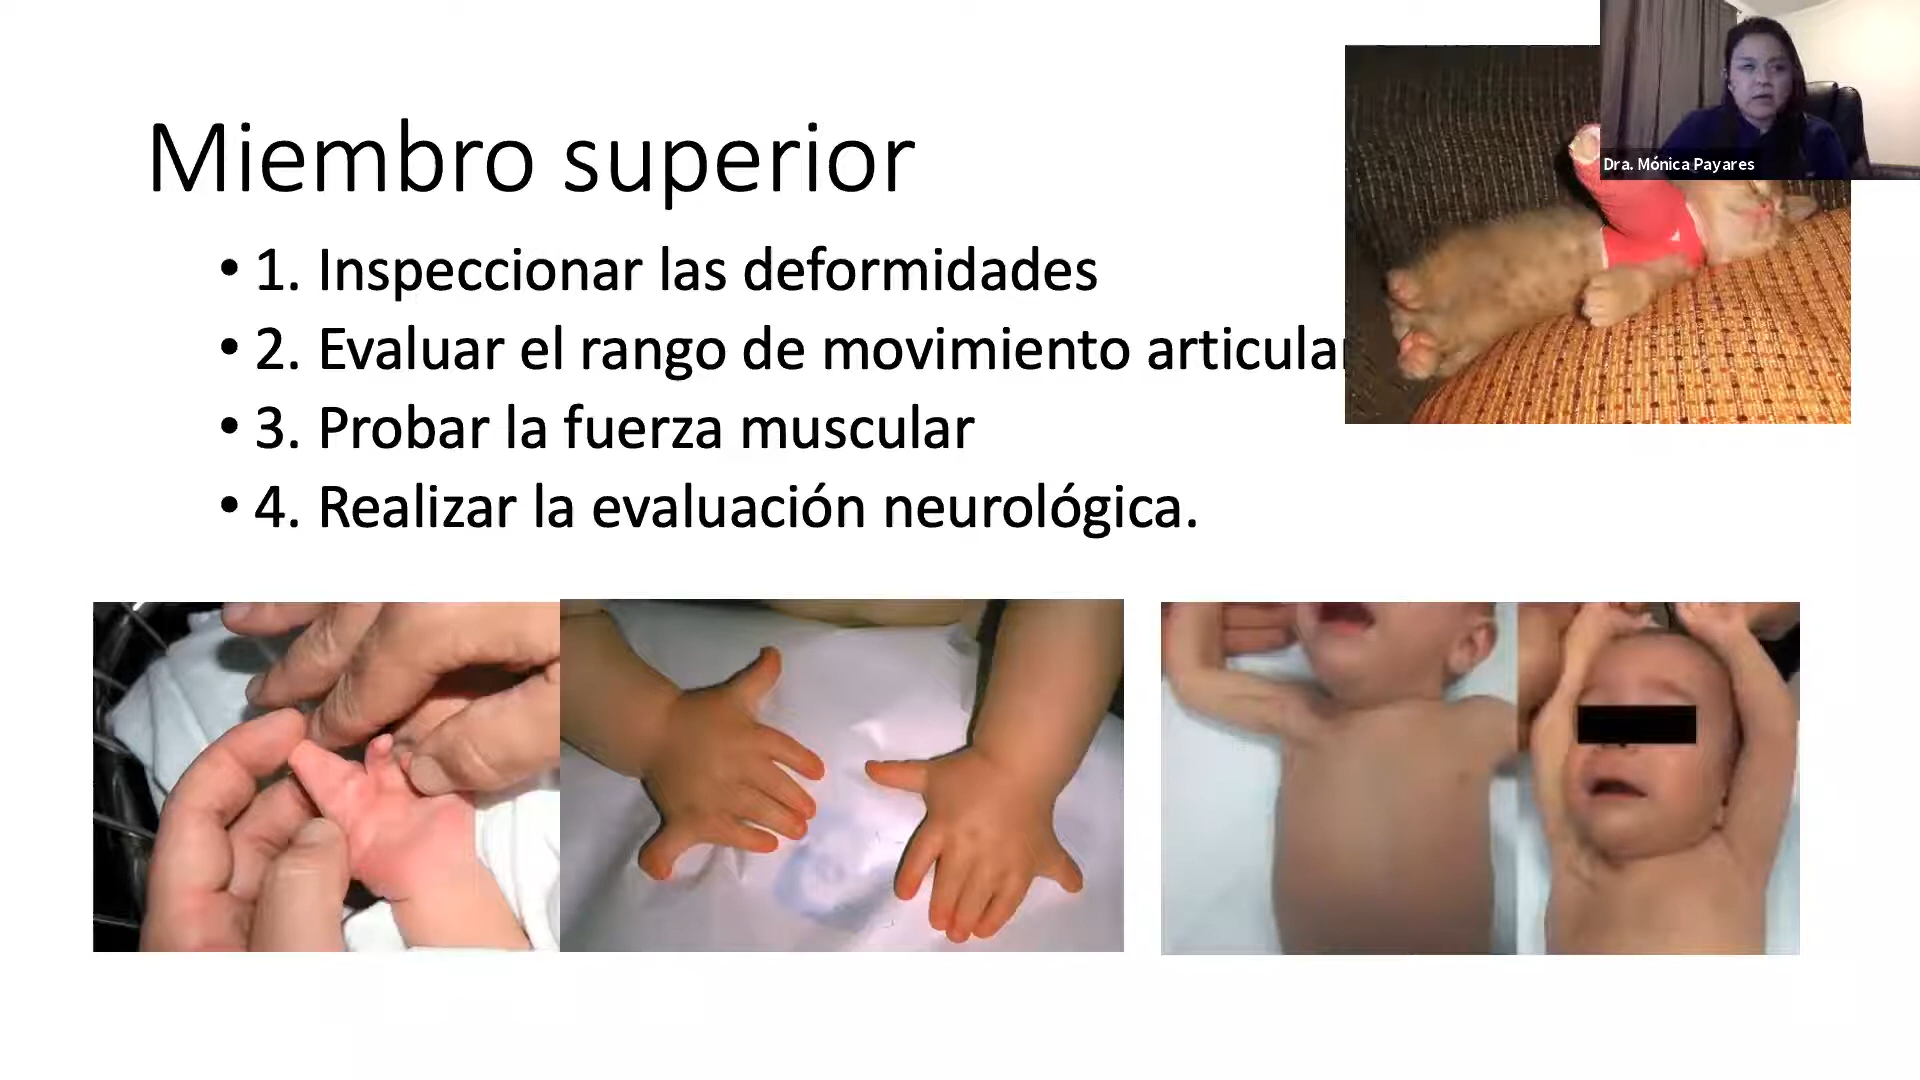 Miembro superior
• 1. Inspeccionar las deformidades
• 2. Evaluar el rango de movimiento articular
• 3. Probar la fuerza muscular
• 4. Realizar la evaluación neurológica.
Dra. Mónica Payares